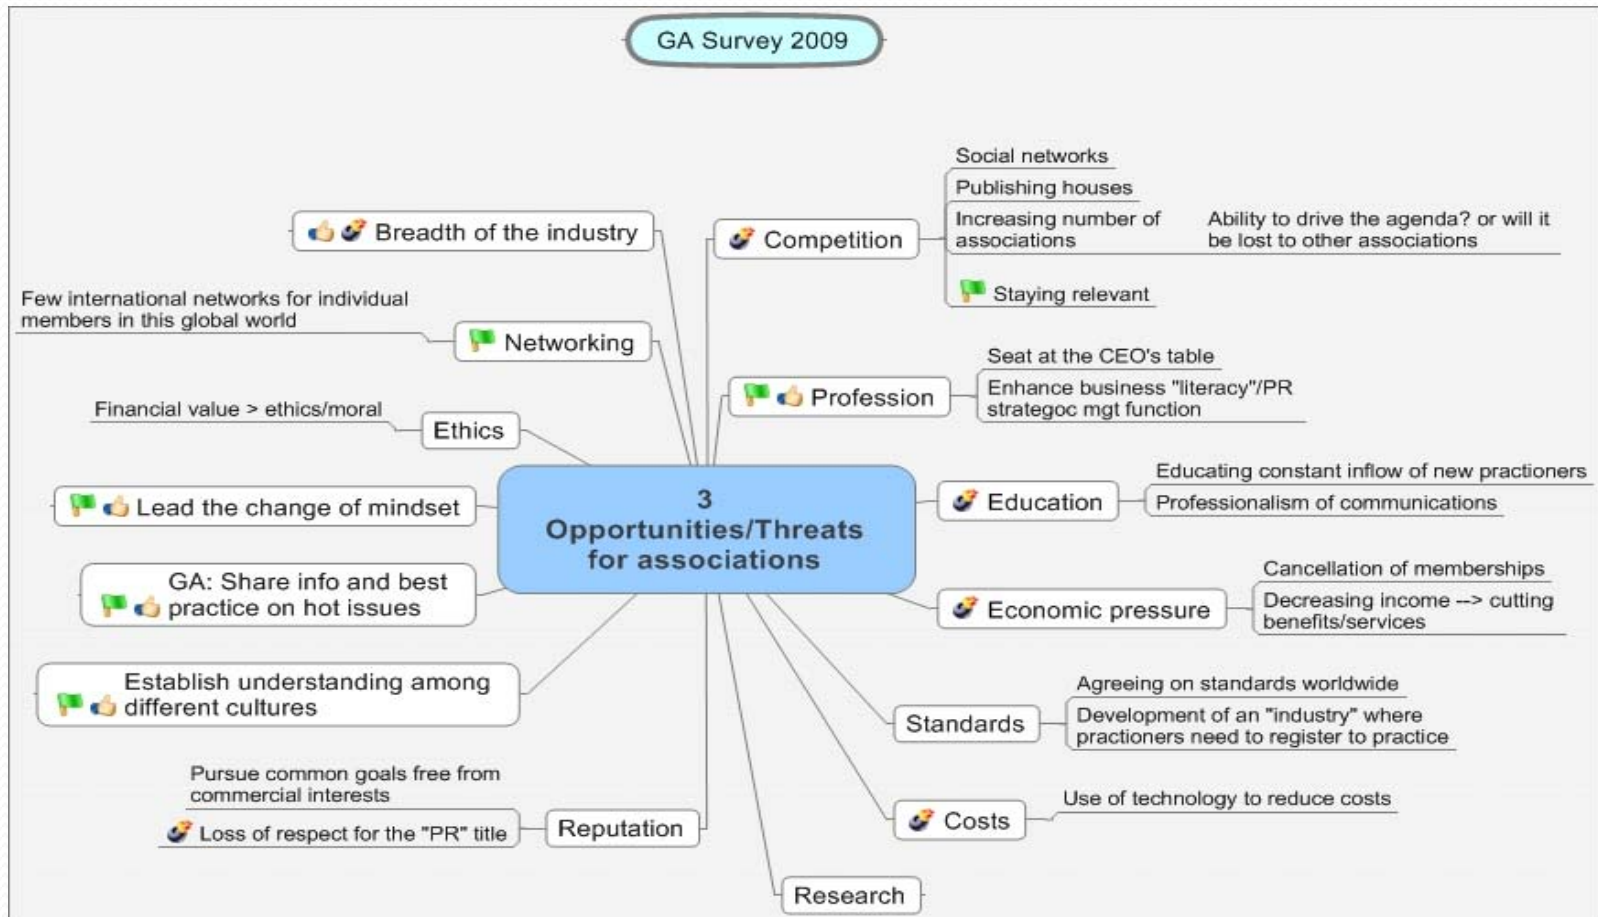 GA Survey 2009
Breadth of the industry
Few international networks for individual
members in this global world
Networking
Financial value > ethics/moral
Ethics
Lead the change of mindset
GA: Share info and best
practice on hot issues
Establish understanding among
different cultures
Pursue common goals free from
commercial interests
Loss of respect for the "PR" title
Reputation
3
Opportunities/Threats
for associations
Competition
Social networks
Publishing houses
Increasing number of
associations
Ability to drive the agenda? or will it
be lost to other associations
Staying relevant
Profession
Seat at the CEO's table
Enhance business "literacy"/PR
strategoc mgt function
Education
Educating constant inflow of new practioners
Professionalism of communications
Economic pressure
Cancellation of memberships
Decreasing income --> cutting
benefits/services
Standards
Agreeing on standards worldwide
Development of an "industry" where
practioners need to register to practice
Costs
Use of technology to reduce costs
Research